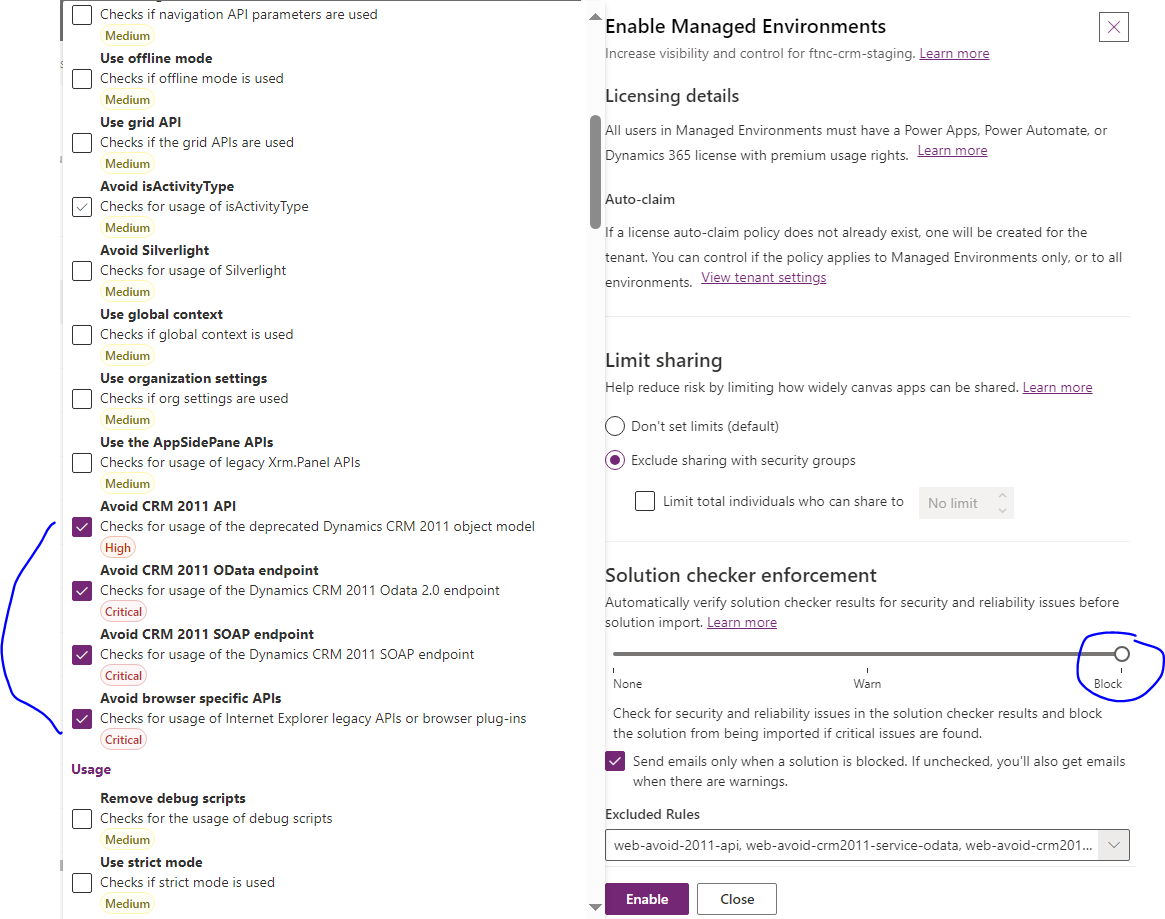 Checks if navigation API parameters are used
Medium
Use offline mode
Checks if offline mode is used
Medium
Use grid API
Checks if the grid APIs are used
Medium
Avoid isActivityType
Checks for usage of isActivityType
Medium
Avoid Silverlight
Checks for usage of Silverlight
Medium
Use global context
Checks if global context is used
Medium
Use organization settings
Checks if org settings are used
Medium
Use the AppSidePane APIs
Checks for usage of legacy Xrm.Panel APIs
Medium
Avoid CRM 2011 API
Checks for usage of the deprecated Dynamics CRM 2011 object model
High
Avoid CRM 2011 OData endpoint
Checks for usage of the Dynamics CRM 2011 Odata 2.0 endpoint
Critical
Avoid CRM 2011 SOAP endpoint
Checks for usage of the Dynamics CRM 2011 SOAP endpoint
Critical
Avoid browser specific APIs
Checks for usage of Internet Explorer legacy APIs or browser plug-ins
Critical
Usage
Remove debug scripts
Checks for the usage of debug scripts
Medium
Use strict mode
Checks if strict mode is used
Medium
Enable Managed Environments
Increase visibility and control for ftnc-crm-staging. Learn more
Licensing details
All users in Managed Environments must have a Power Apps, Power Automate, or
Dynamics 365 license with premium usage rights. Learn more
Auto-claim
If a license auto-claim policy does not already exist, one will be created for the
tenant. You can control if the policy applies to Managed Environments only, or to all
environments. View tenant settings
Limit sharing
Help reduce risk by limiting how widely canvas apps can be shared. Learn more
Don't set limits (default)
Exclude sharing with security groups
Limit total individuals who can share to No limit
Solution checker enforcement
Automatically verify solution checker results for security and reliability issues before
solution import. Learn more
None Warn Block
Check for security and reliability issues in the solution checker results and block
the solution from being imported if critical issues are found.
Send emails only when a solution is blocked. If unchecked, you'll also get emails
when there are warnings.
Excluded Rules
web-avoid-2011-api, web-avoid-crm2011-service-odata, web-avoid-crm201...
Enable Close